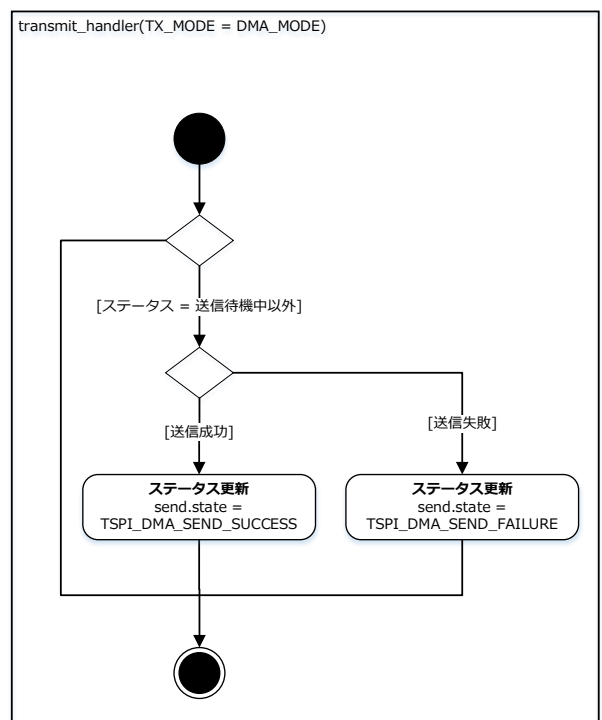 transmit_handler(TX_MODE = DMA_MODE)
[ステータス = 送信待機中以外]
[送信成功]
[送信失敗]
ステータス更新
send.state =
TSPI_DMA_SEND_SUCCESS
ステータス更新
send.state =
TSPI_DMA_SEND_FAILURE